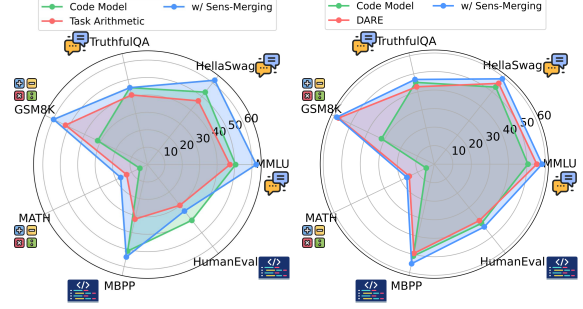 Code Model
Task Arithmetic
w/ Sens-Merging
TruthfulQA
HellaSwag
GSM8K
10 20 30 40 50 60
MMLU
MATH
HumanEval
MBPP
</>
Code Model
DARE
w/ Sens-Merging
TruthfulQA
HellaSwag
GSM8K
10 20 30 40 50 60
MMLU
MATH
HumanEval
MBPP
</>